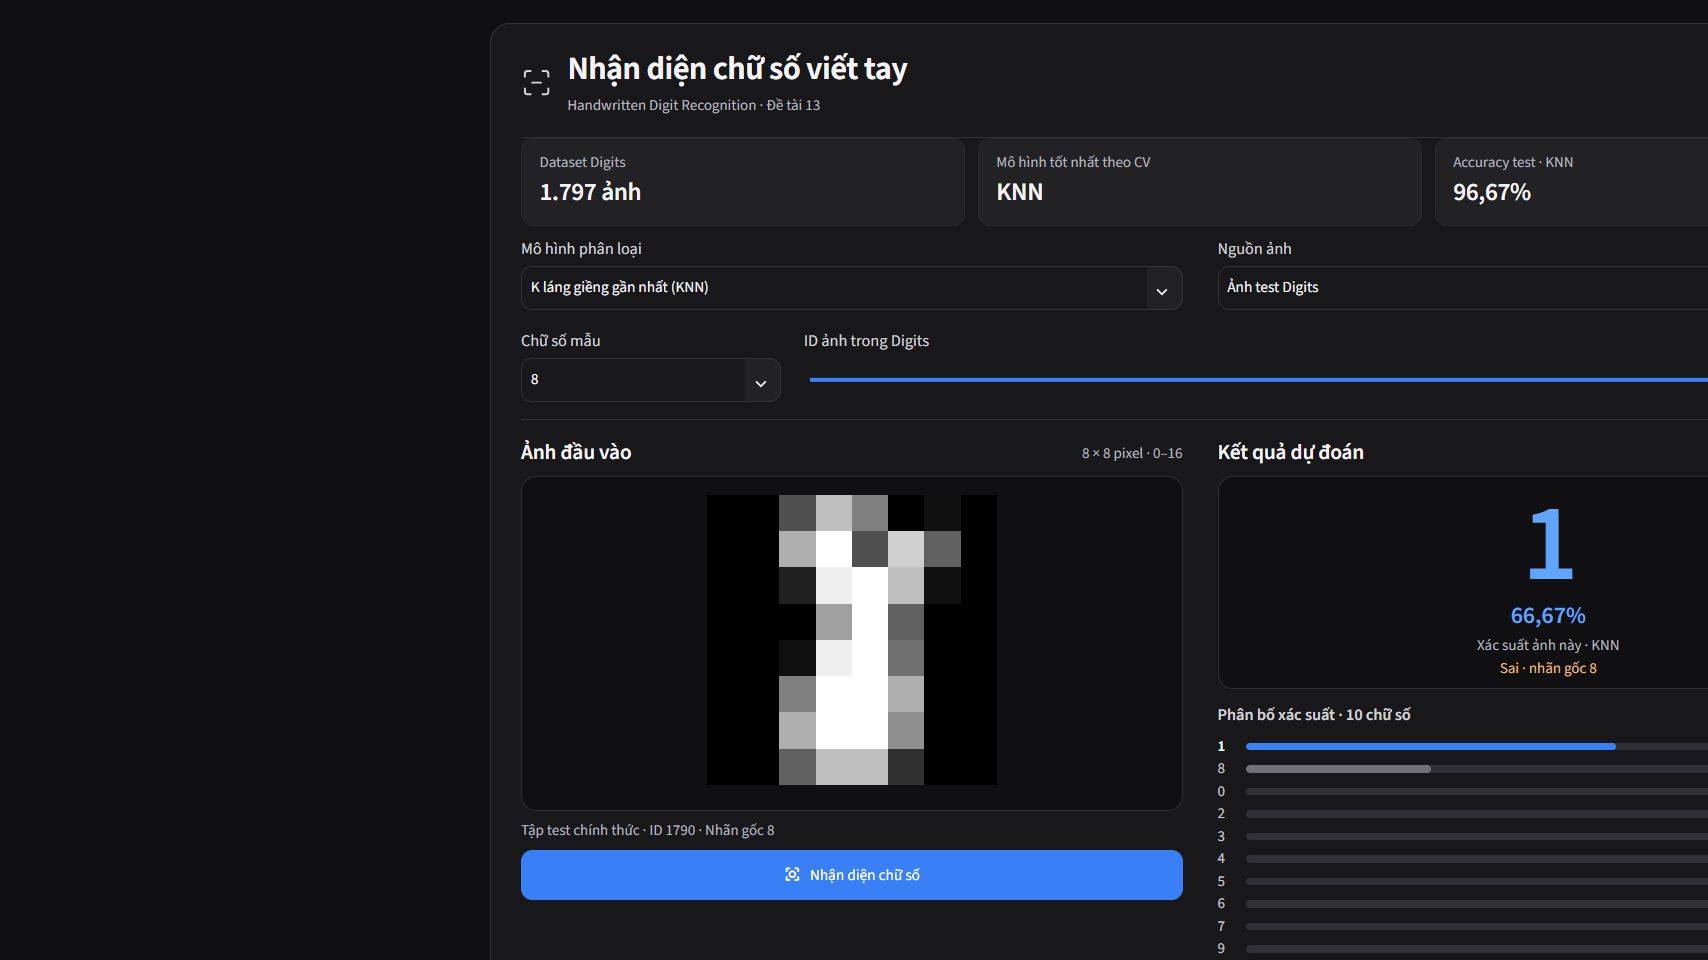 Nhận diện chữ số viết tay
Handwritten Digit Recognition · Đề tài 13
Dataset Digits
1.797 ảnh
Mô hình tốt nhất theo CV
KNN
Accuracy test · KNN
96,67%
Mô hình phân loại
K láng giềng gần nhất (KNN)
Nguồn ảnh
Ảnh test Digits
Chữ số mẫu
8
ID ảnh trong Digits
Ảnh đầu vào
8 × 8 pixel · 0–16
Tập test chính thức · ID 1790 · Nhãn gốc 8
Nhận diện chữ số
Kết quả dự đoán
1
66,67%
Xác suất ảnh này · KNN
Sai · nhãn gốc 8
Phân bố xác suất · 10 chữ số
1
8
0
2
3
4
5
6
7
9